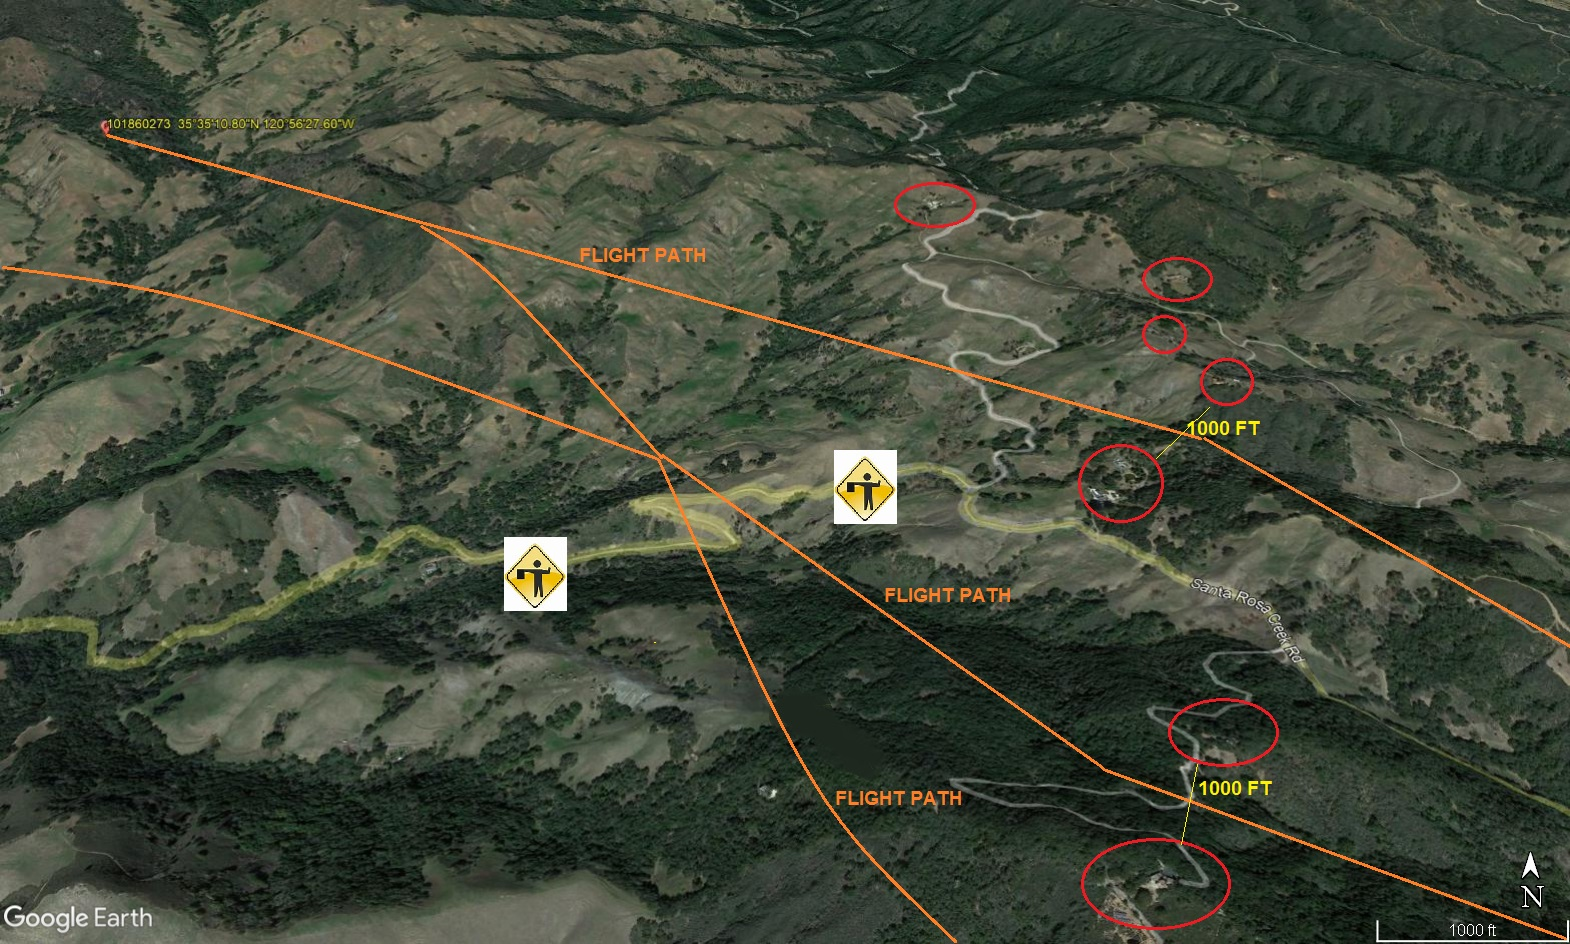 101860273 35°35'10.80"N 120°56'27.60"W
FLIGHT PATH
1000 FT
Santa Rosa Creek Rd
FLIGHT PATH
1000 FT
FLIGHT PATH
N
Google Earth
1000 ft